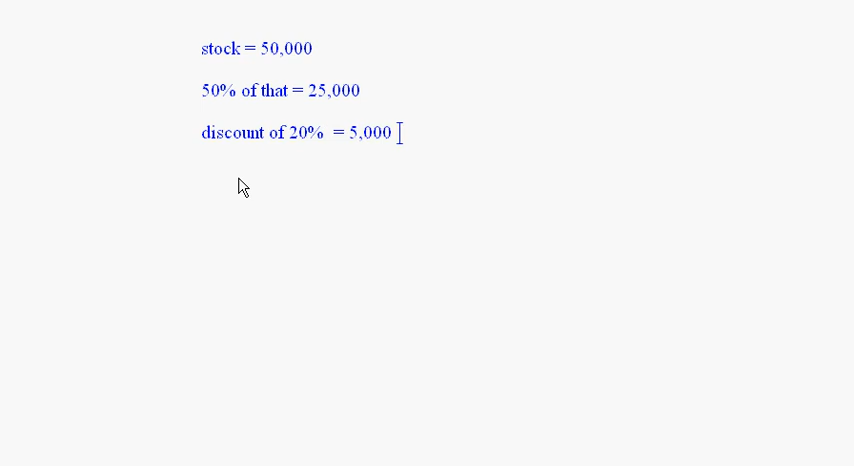 stock = 50,000
50% of that = 25,000
discount of 20%  = 5,000